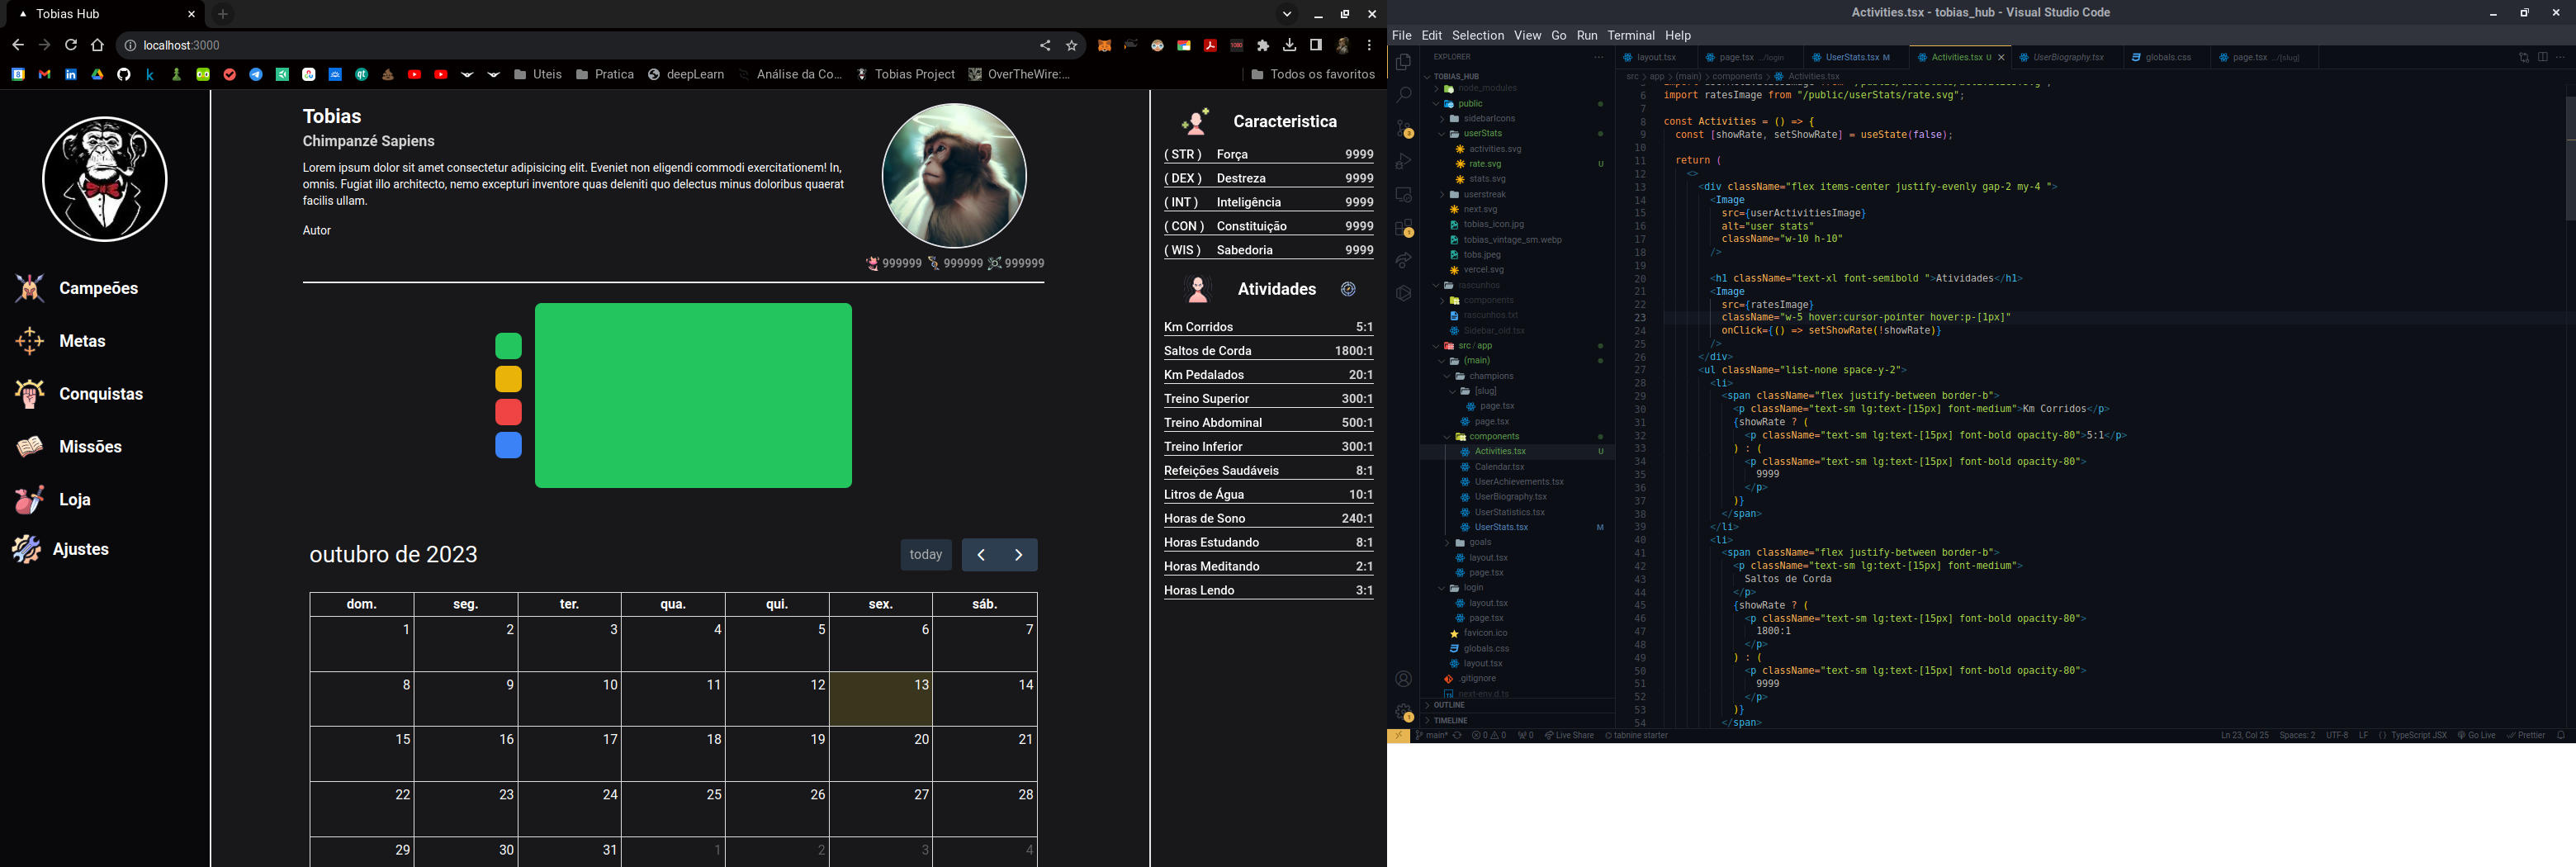 Tobias Hub
localhost:3000
Uteis
Pratica
deepLearn
Análise da Co...
Tobias Project
OverTheWire:...
Todos os favoritos
Campeões
Metas
Conquistas
Missões
Loja
Ajustes
Tobias
Chimpanzé Sapiens
Lorem ipsum dolor sit amet consectetur adipisicing elit. Eveniet non eligendi commodi exercitationem! In,
omnis. Fugiat illo architecto, nemo excepturi inventore quas deleniti quo delectus minus doloribus quaerat
facilis ullam.
Autor
999999 999999 999999
outubro de 2023
today
dom. seg. ter. qua. qui. sex. sáb.
1 2 3 4 5 6 7
8 9 10 11 12 13 14
15 16 17 18 19 20 21
22 23 24 25 26 27 28
29 30 31 1 2 3 4
Caracteristica
( STR ) Força 9999
( DEX ) Destreza 9999
( INT ) Inteligência 9999
( CON ) Constituição 9999
( WIS ) Sabedoria 9999
Atividades
Km Corridos 5:1
Saltos de Corda 1800:1
Km Pedalados 20:1
Treino Superior 300:1
Treino Abdominal 500:1
Treino Inferior 300:1
Refeições Saudáveis 8:1
Litros de Água 10:1
Horas de Sono 240:1
Horas Estudando 8:1
Horas Meditando 2:1
Horas Lendo 3:1
Activities.tsx - tobias_hub - Visual Studio Code
File Edit Selection View Go Run Terminal Help
EXPLORER
TOBIAS_HUB
node_modules
public
sidebarIcons
userStats
activities.svg
rate.svg U
stats.svg
userstreak
next.svg
tobias_icon.jpg
tobias_vintage_sm.webp
tobs.jpeg
vercel.svg
rascunhos
components
rascunhos.txt
Sidebar_old.tsx
src / app
(main)
champions
[slug]
page.tsx
page.tsx
components
Activities.tsx U
Calendar.tsx
UserAchievements.tsx
UserBiography.tsx
UserStatistics.tsx
UserStats.tsx M
goals
layout.tsx
page.tsx
login
layout.tsx
page.tsx
favicon.ico
globals.css
layout.tsx
.gitignore
next-env.d.ts
OUTLINE
TIMELINE
layout.tsx
page.tsx .../login
UserStats.tsx M
Activities.tsx U
UserBiography.tsx
globals.css
page.tsx .../[slug]
src > app > (main) > components > Activities.tsx
6 import ratesImage from "/public/userStats/rate.svg";
7
8 const Activities = () => {
9 const [showRate, setShowRate] = useState(false);
10
11 return (
12 <>
13 <div className="flex items-center justify-evenly gap-2 my-4 ">
14 <Image
15 src={userActivitiesImage}
16 alt="user stats"
17 className="w-10 h-10"
18 />
19
20 <h1 className="text-xl font-semibold ">Atividades</h1>
21 <Image
22 src={ratesImage}
23 className="w-5 hover:cursor-pointer hover:p-[1px]"
24 onClick={() => setShowRate(!showRate)}
25 />
26 </div>
27 <ul className="list-none space-y-2">
28 <li>
29 <span className="flex justify-between border-b">
30 <p className="text-sm lg:text-[15px] font-medium">Km Corridos</p>
31 {showRate ? (
32 <p className="text-sm lg:text-[15px] font-bold opacity-80">5:1</p>
33 ) : (
34 <p className="text-sm lg:text-[15px] font-bold opacity-80">
35 9999
36 </p>
37 )}
38 </span>
39 </li>
40 <li>
41 <span className="flex justify-between border-b">
42 <p className="text-sm lg:text-[15px] font-medium">
43 Saltos de Corda
44 </p>
45 {showRate ? (
46 <p className="text-sm lg:text-[15px] font-bold opacity-80">
47 1800:1
48 </p>
49 ) : (
50 <p className="text-sm lg:text-[15px] font-bold opacity-80">
51 9999
52 </p>
53 )}
54 </span>
main* 0 0 0 Live Share tabnine starter
Ln 23, Col 25 Spaces: 2 UTF-8 LF {} TypeScript JSX Go Live Prettier